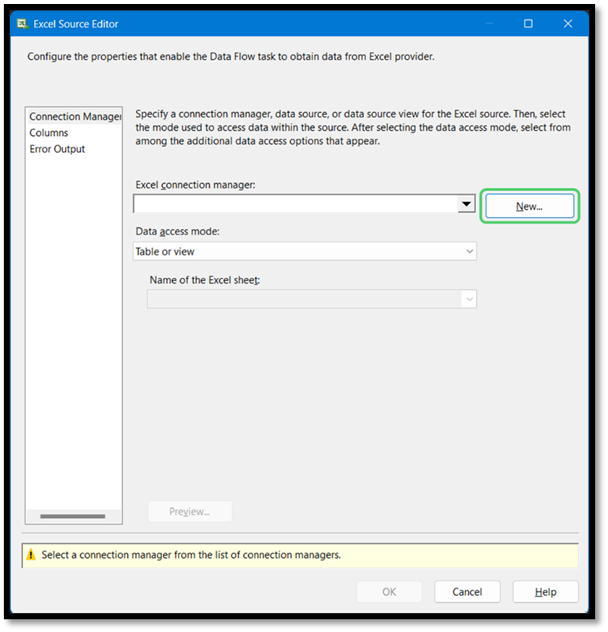 Excel Source Editor
Configure the properties that enable the Data Flow task to obtain data from Excel provider.
Connection Manager
Columns
Error Output
Specify a connection manager, data source, or data source view for the Excel source. Then, select
the mode used to access data within the source. After selecting the data access mode, select from
among the additional data access options that appear.
Excel connection manager:
New...
Data access mode:
Table or view
Name of the Excel sheet:
Preview...
Select a connection manager from the list of connection managers.
OK
Cancel
Help